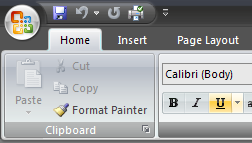 Home Insert Page Layout
Cut
Copy
Paste
Format Painter
Clipboard
Calibri (Body)
B I U a